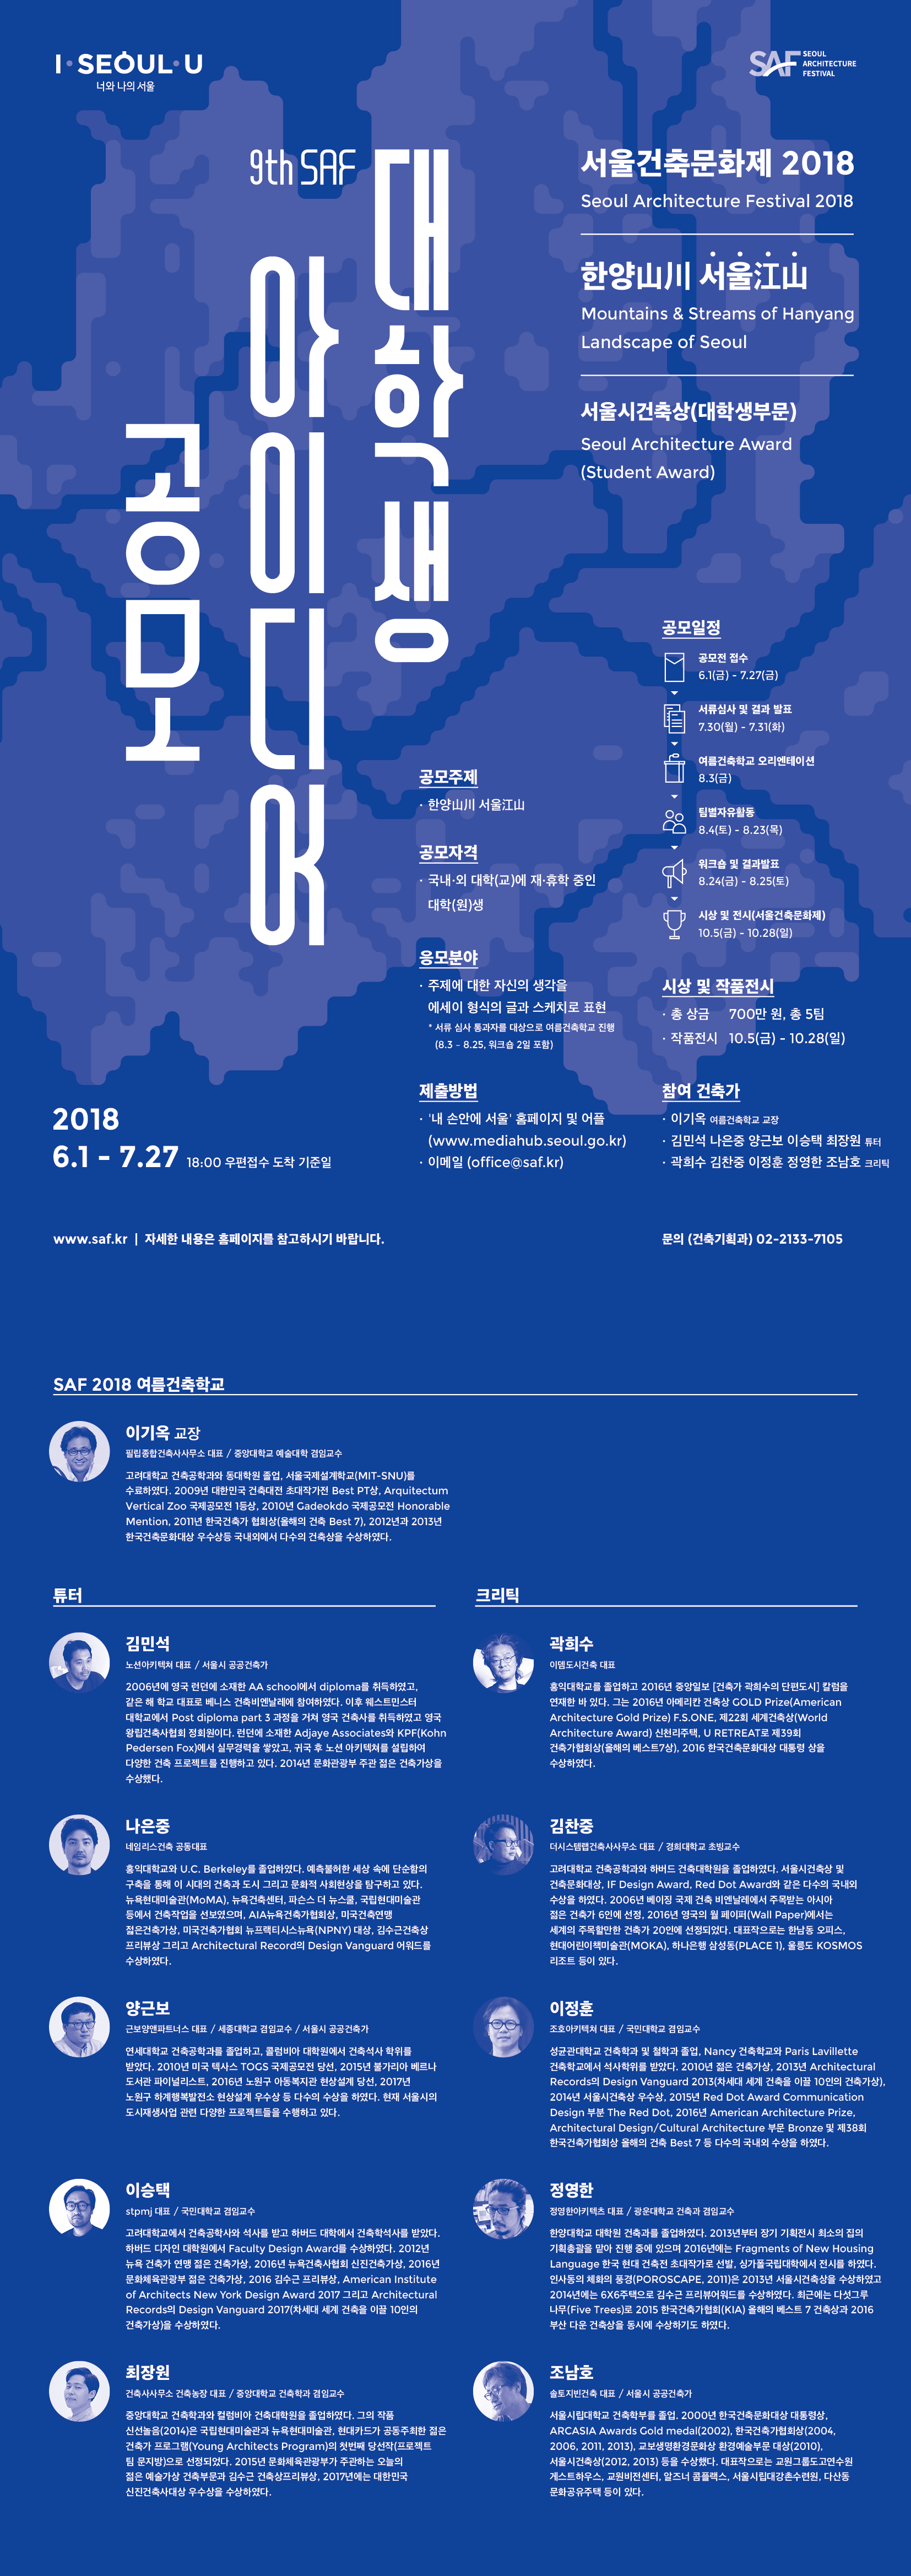 I·SEOUL·U
너와 나의 서울
SAF SEOUL
ARCHITECTURE
FESTIVAL
9th SAF
대학생
아이디어
공모
서울건축문화제 2018
Seoul Architecture Festival 2018
한양山川 서울江山
Mountains & Streams of Hanyang
Landscape of Seoul
서울시건축상(대학생부문)
Seoul Architecture Award
(Student Award)
공모일정
공모전 접수
6.1(금) - 7.27(금)
서류심사 및 결과 발표
7.30(월) - 7.31(화)
여름건축학교 오리엔테이션
8.3(금)
팀별자유활동
8.4(토) - 8.23(목)
워크숍 및 결과발표
8.24(금) - 8.25(토)
시상 및 전시(서울건축문화제)
10.5(금) - 10.28(일)
공모주제
· 한양山川 서울江山
공모자격
· 국내·외 대학(교)에 재·휴학 중인
대학(원)생
응모분야
· 주제에 대한 자신의 생각을
에세이 형식의 글과 스케치로 표현
* 서류 심사 통과자를 대상으로 여름건축학교 진행
(8.3 – 8.25, 워크숍 2일 포함)
제출방법
· '내 손안에 서울' 홈페이지 및 어플
(www.mediahub.seoul.go.kr)
· 이메일 (office@saf.kr)
시상 및 작품전시
· 총 상금 700만 원, 총 5팀
· 작품전시 10.5(금) - 10.28(일)
참여 건축가
· 이기옥 여름건축학교 교장
· 김민석 나은중 양근보 이승택 최장원 튜터
· 곽희수 김찬중 이정훈 정영한 조남호 크리틱
2018
6.1 - 7.27 18:00 우편접수 도착 기준일
www.saf.kr | 자세한 내용은 홈페이지를 참고하시기 바랍니다.
문의 (건축기획과) 02-2133-7105
SAF 2018 여름건축학교
이기옥 교장
필립종합건축사사무소 대표 / 중앙대학교 예술대학 겸임교수
고려대학교 건축공학과와 동대학원 졸업, 서울국제설계학교(MIT-SNU)를
수료하였다. 2009년 대한민국 건축대전 초대작가전 Best PT상, Arquitectum
Vertical Zoo 국제공모전 1등상, 2010년 Gadeokdo 국제공모전 Honorable
Mention, 2011년 한국건축가 협회상(올해의 건축 Best 7), 2012년과 2013년
한국건축문화대상 우수상등 국내외에서 다수의 건축상을 수상하였다.
튜터
김민석
노션아키텍쳐 대표 / 서울시 공공건축가
2006년에 영국 런던에 소재한 AA school에서 diploma를 취득하였고,
같은 해 학교 대표로 베니스 건축비엔날레에 참여하였다. 이후 웨스트민스터
대학교에서 Post diploma part 3 과정을 거쳐 영국 건축사를 취득하였고 영국
왕립건축사협회 정회원이다. 런던에 소재한 Adjaye Associates와 KPF(Kohn
Pedersen Fox)에서 실무경력을 쌓았고, 귀국 후 노션 아키텍쳐를 설립하여
다양한 건축 프로젝트를 진행하고 있다. 2014년 문화관광부 주관 젊은 건축가상을
수상했다.
나은중
네임리스건축 공동대표
홍익대학교와 U.C. Berkeley를 졸업하였다. 예측불허한 세상 속에 단순함의
구축을 통해 이 시대의 건축과 도시 그리고 문화적 사회현상을 탐구하고 있다.
뉴욕현대미술관(MoMA), 뉴욕건축센터, 파슨스 더 뉴스쿨, 국립현대미술관
등에서 건축작업을 선보였으며, AIA뉴욕건축가협회상, 미국건축연맹
젊은건축가상, 미국건축가협회 뉴프랙티시스뉴욕(NPNY) 대상, 김수근건축상
프리뷰상 그리고 Architectural Record의 Design Vanguard 어워드를
수상하였다.
양근보
근보양앤파트너스 대표 / 세종대학교 겸임교수 / 서울시 공공건축가
연세대학교 건축공학과를 졸업하고, 콜럼비아 대학원에서 건축석사 학위를
받았다. 2010년 미국 텍사스 TOGS 국제공모전 당선, 2015년 불가리아 베르나
도서관 파이널리스트, 2016년 노원구 아동복지관 현상설계 당선, 2017년
노원구 하계행복발전소 현상설계 우수상 등 다수의 수상을 하였다. 현재 서울시의
도시재생사업 관련 다양한 프로젝트들을 수행하고 있다.
이승택
stpmj 대표 / 국민대학교 겸임교수
고려대학교에서 건축공학사와 석사를 받고 하버드 대학에서 건축학석사를 받았다.
하버드 디자인 대학원에서 Faculty Design Award를 수상하였다. 2012년
뉴욕 건축가 연맹 젊은 건축가상, 2016년 뉴욕건축사협회 신진건축가상, 2016년
문화체육관광부 젊은 건축가상, 2016 김수근 프리뷰상, American Institute
of Architects New York Design Award 2017 그리고 Architectural
Records의 Design Vanguard 2017(차세대 세계 건축을 이끌 10인의
건축가상)을 수상하였다.
최장원
건축사사무소 건축농장 대표 / 중앙대학교 건축학과 겸임교수
중앙대학교 건축학과와 컬럼비아 건축대학원을 졸업하였다. 그의 작품
신선놀음(2014)은 국립현대미술관과 뉴욕현대미술관, 현대카드가 공동주최한 젊은
건축가 프로그램(Young Architects Program)의 첫번째 당선작(프로젝트
팀 문지방)으로 선정되었다. 2015년 문화체육관광부가 주관하는 오늘의
젊은 예술가상 건축부문과 김수근 건축상프리뷰상, 2017년에는 대한민국
신진건축사대상 우수상을 수상하였다.
크리틱
곽희수
이뎀도시건축 대표
홍익대학교를 졸업하고 2016년 중앙일보 [건축가 곽희수의 단편도시] 칼럼을
연재한 바 있다. 그는 2016년 아메리칸 건축상 GOLD Prize(American
Architecture Gold Prize) F.S.ONE, 제22회 세계건축상(World
Architecture Award) 신천리주택, U RETREAT로 제39회
건축가협회상(올해의 베스트7상), 2016 한국건축문화대상 대통령 상을
수상하였다.
김찬중
더시스템랩건축사사무소 대표 / 경희대학교 초빙교수
고려대학교 건축공학과와 하버드 건축대학원을 졸업하였다. 서울시건축상 및
건축문화대상, IF Design Award, Red Dot Award와 같은 다수의 국내외
수상을 하였다. 2006년 베이징 국제 건축 비엔날레에서 주목받는 아시아
젊은 건축가 6인에 선정, 2016년 영국의 월 페이퍼(Wall Paper)에서는
세계의 주목할만한 건축가 20인에 선정되었다. 대표작으로는 한남동 오피스,
현대어린이책미술관(MOKA), 하나은행 삼성동(PLACE 1), 울릉도 KOSMOS
리조트 등이 있다.
이정훈
조호아키텍쳐 대표 / 국민대학교 겸임교수
성균관대학교 건축학과 및 철학과 졸업, Nancy 건축학교와 Paris Lavillette
건축학교에서 석사학위를 받았다. 2010년 젊은 건축가상, 2013년 Architectural
Records의 Design Vanguard 2013(차세대 세계 건축을 이끌 10인의 건축가상),
2014년 서울시건축상 우수상, 2015년 Red Dot Award Communication
Design 부분 The Red Dot, 2016년 American Architecture Prize,
Architectural Design/Cultural Architecture 부문 Bronze 및 제38회
한국건축가협회상 올해의 건축 Best 7 등 다수의 국내외 수상을 하였다.
정영한
정영한아키텍츠 대표 / 광운대학교 건축과 겸임교수
한양대학교 대학원 건축과를 졸업하였다. 2013년부터 장기 기획전시 최소의 집의
기획총괄을 맡아 진행 중에 있으며 2016년에는 Fragments of New Housing
Language 한국 현대 건축전 초대작가로 선발, 싱가폴국립대학에서 전시를 하였다.
인사동의 체화의 풍경(POROSCAPE, 2011)은 2013년 서울시건축상을 수상하였고
2014년에는 6X6주택으로 김수근 프리뷰어워드를 수상하였다. 최근에는 다섯그루
나무(Five Trees)로 2015 한국건축가협회(KIA) 올해의 베스트 7 건축상과 2016
부산 다운 건축상을 동시에 수상하기도 하였다.
조남호
솔토지빈건축 대표 / 서울시 공공건축가
서울시립대학교 건축학부를 졸업. 2000년 한국건축문화대상 대통령상,
ARCASIA Awards Gold medal(2002), 한국건축가협회상(2004,
2006, 2011, 2013), 교보생명환경문화상 환경예술부문 대상(2010),
서울시건축상(2012, 2013) 등을 수상했다. 대표작으로는 교원그룹도고연수원
게스트하우스, 교원비전센터, 알즈너 콤플랙스, 서울시립대강촌수련원, 다산동
문화공유주택 등이 있다.